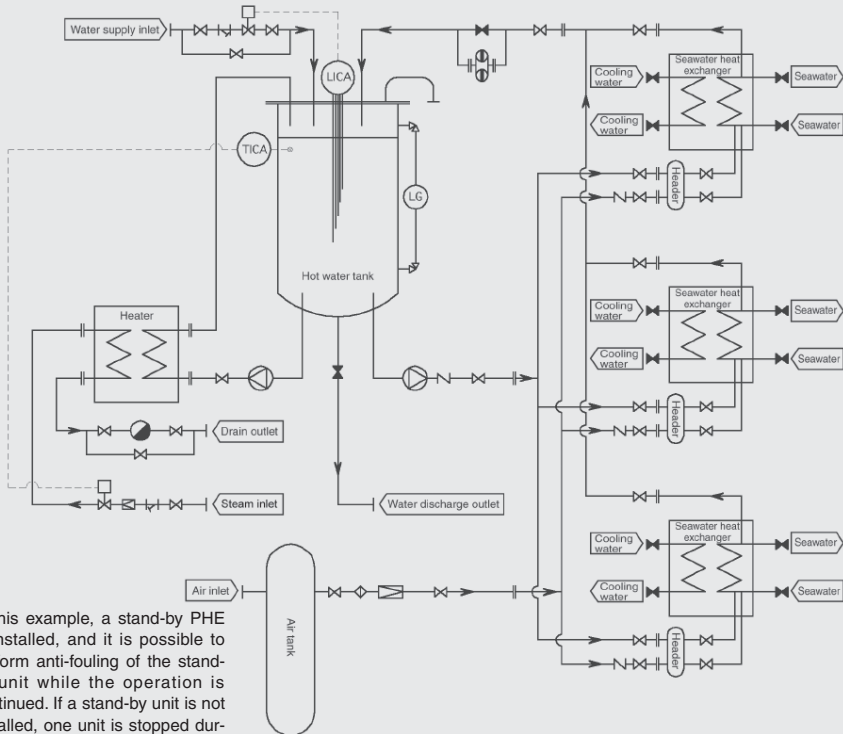 Water supply inlet
LICA
TICA
LG
Hot water tank
Heater
Drain outlet
Steam inlet
Water discharge outlet
Air inlet
Air tank
Seawater heat
exchanger
Cooling
water
Cooling
water
Seawater
Seawater
Header
Seawater heat
exchanger
Cooling
water
Cooling
water
Seawater
Seawater
Header
Seawater heat
exchanger
Cooling
water
Cooling
water
Seawater
Seawater
Header
his example, a stand-by PHE
nstalled, and it is possible to
form anti-fouling of the stand-
unit while the operation is
tinued. If a stand-by unit is not
alled, one unit is stopped dur-